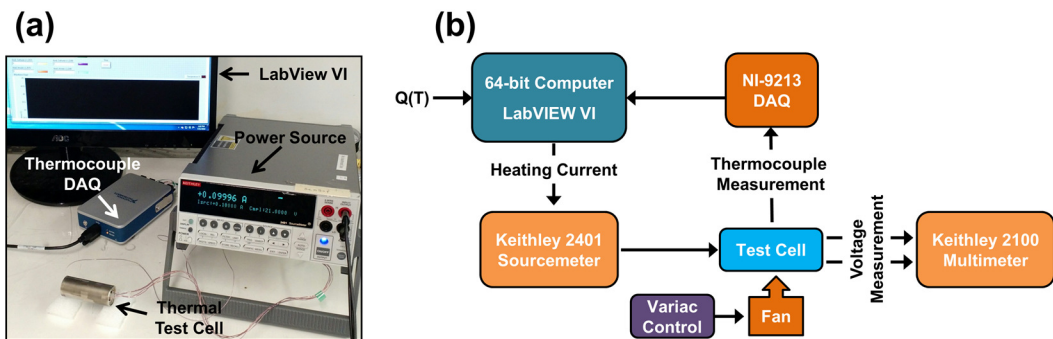 (a)
LabView VI
Power Source
Thermocouple
DAQ
KEITHLEY
+0.09996 A
Thermal
Test Cell
(b)
Q(T)
64-bit Computer
LabVIEW VI
NI-9213
DAQ
Heating Current
Thermocouple
Measurement
Keithley 2401
Sourcemeter
Test Cell
Voltage
Measurement
Keithley 2100
Multimeter
Variac
Control
Fan